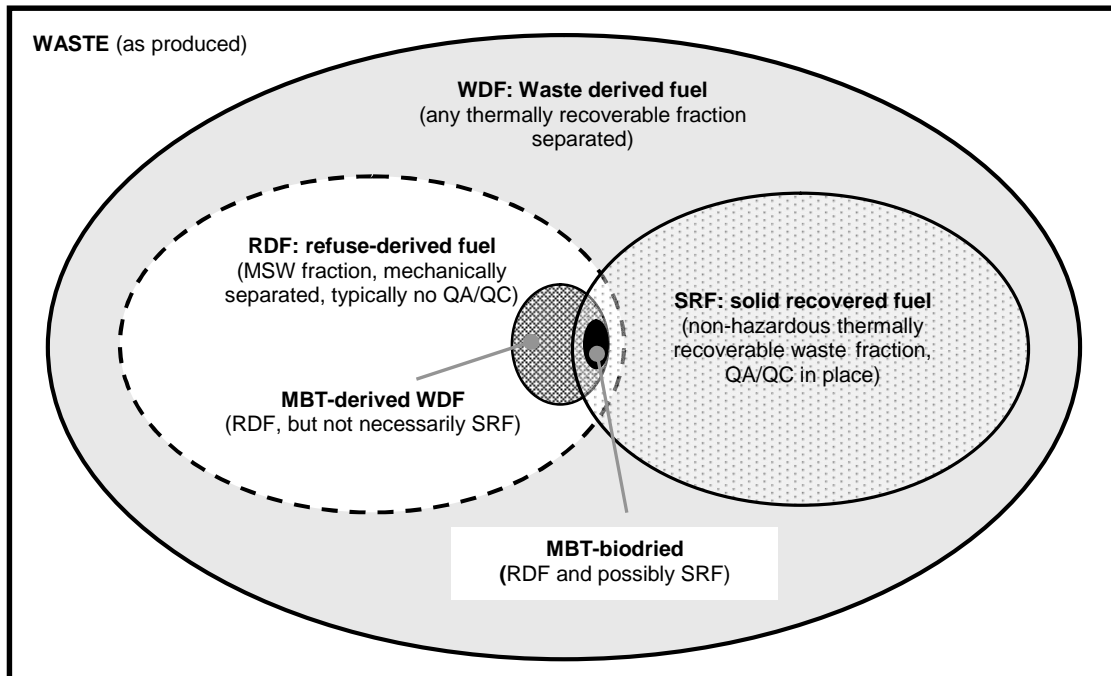 WASTE (as produced)
WDF: Waste derived fuel
(any thermally recoverable fraction
separated)
RDF: refuse-derived fuel
(MSW fraction, mechanically
separated, typically no QA/QC)
SRF: solid recovered fuel
(non-hazardous thermally
recoverable waste fraction,
QA/QC in place)
MBT-derived WDF
(RDF, but not necessarily SRF)
MBT-biodried
(RDF and possibly SRF)